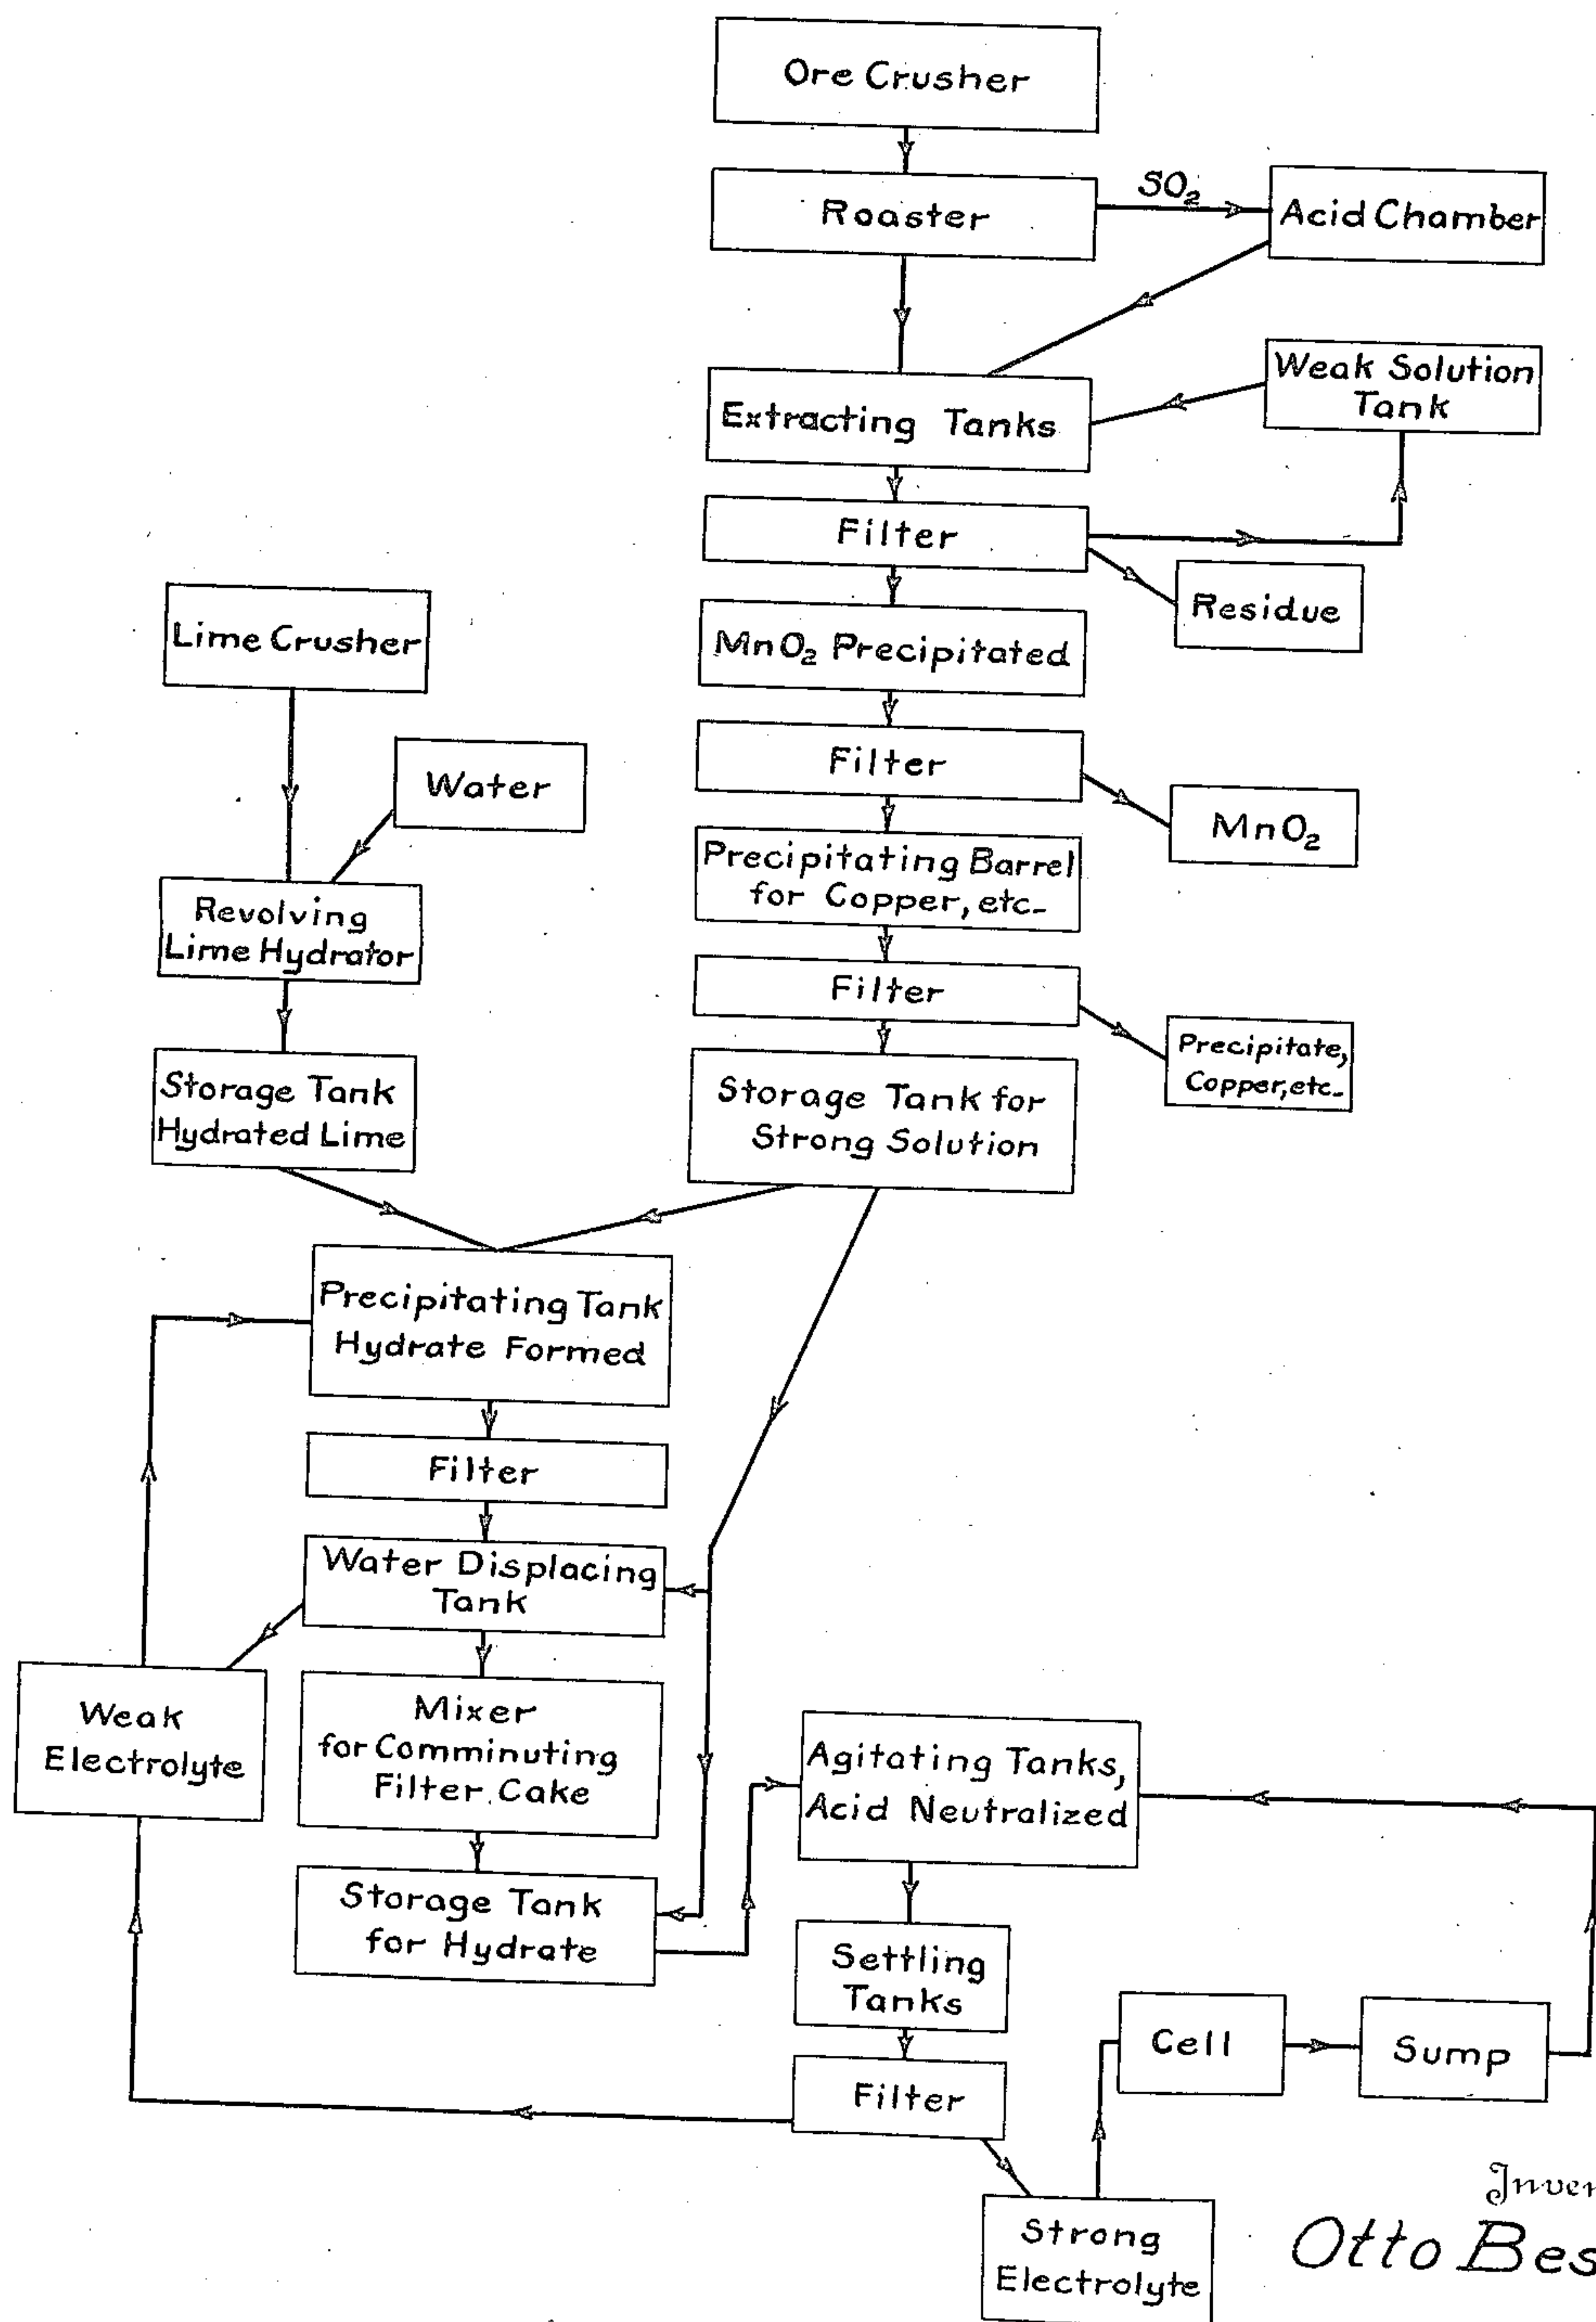 Ore Crusher
Roaster
SO₂
Acid Chamber
Extracting Tanks
Weak Solution
Tank
Filter
Residue
MnO₂ Precipitated
Filter
MnO₂
Precipitating Barrel
for Copper, etc.
Filter
Precipitate,
Copper, etc.
Storage Tank for
Strong Solution
Lime Crusher
Water
Revolving
Lime Hydrator
Storage Tank
Hydrated Lime
Precipitating Tank
Hydrate Formed
Filter
Water Displacing
Tank
Weak
Electrolyte
Mixer
for Comminuting
Filter Cake
Storage Tank
for Hydrate
Agitating Tanks,
Acid Neutralized
Settling
Tanks
Filter
Cell
Sump
Strong
Electrolyte
Inven
Otto Bes